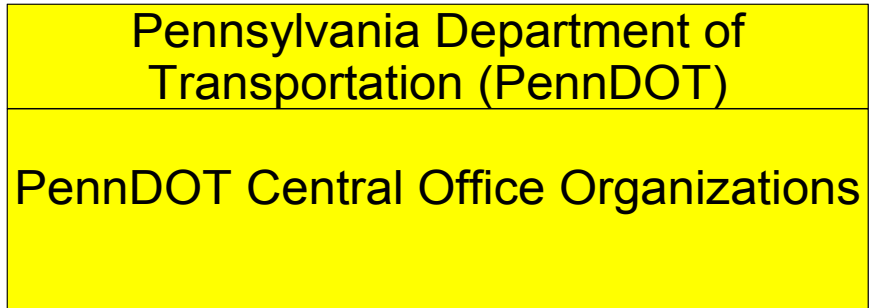 Pennsylvania Department of
Transportation (PennDOT)
PennDOT Central Office Organizations